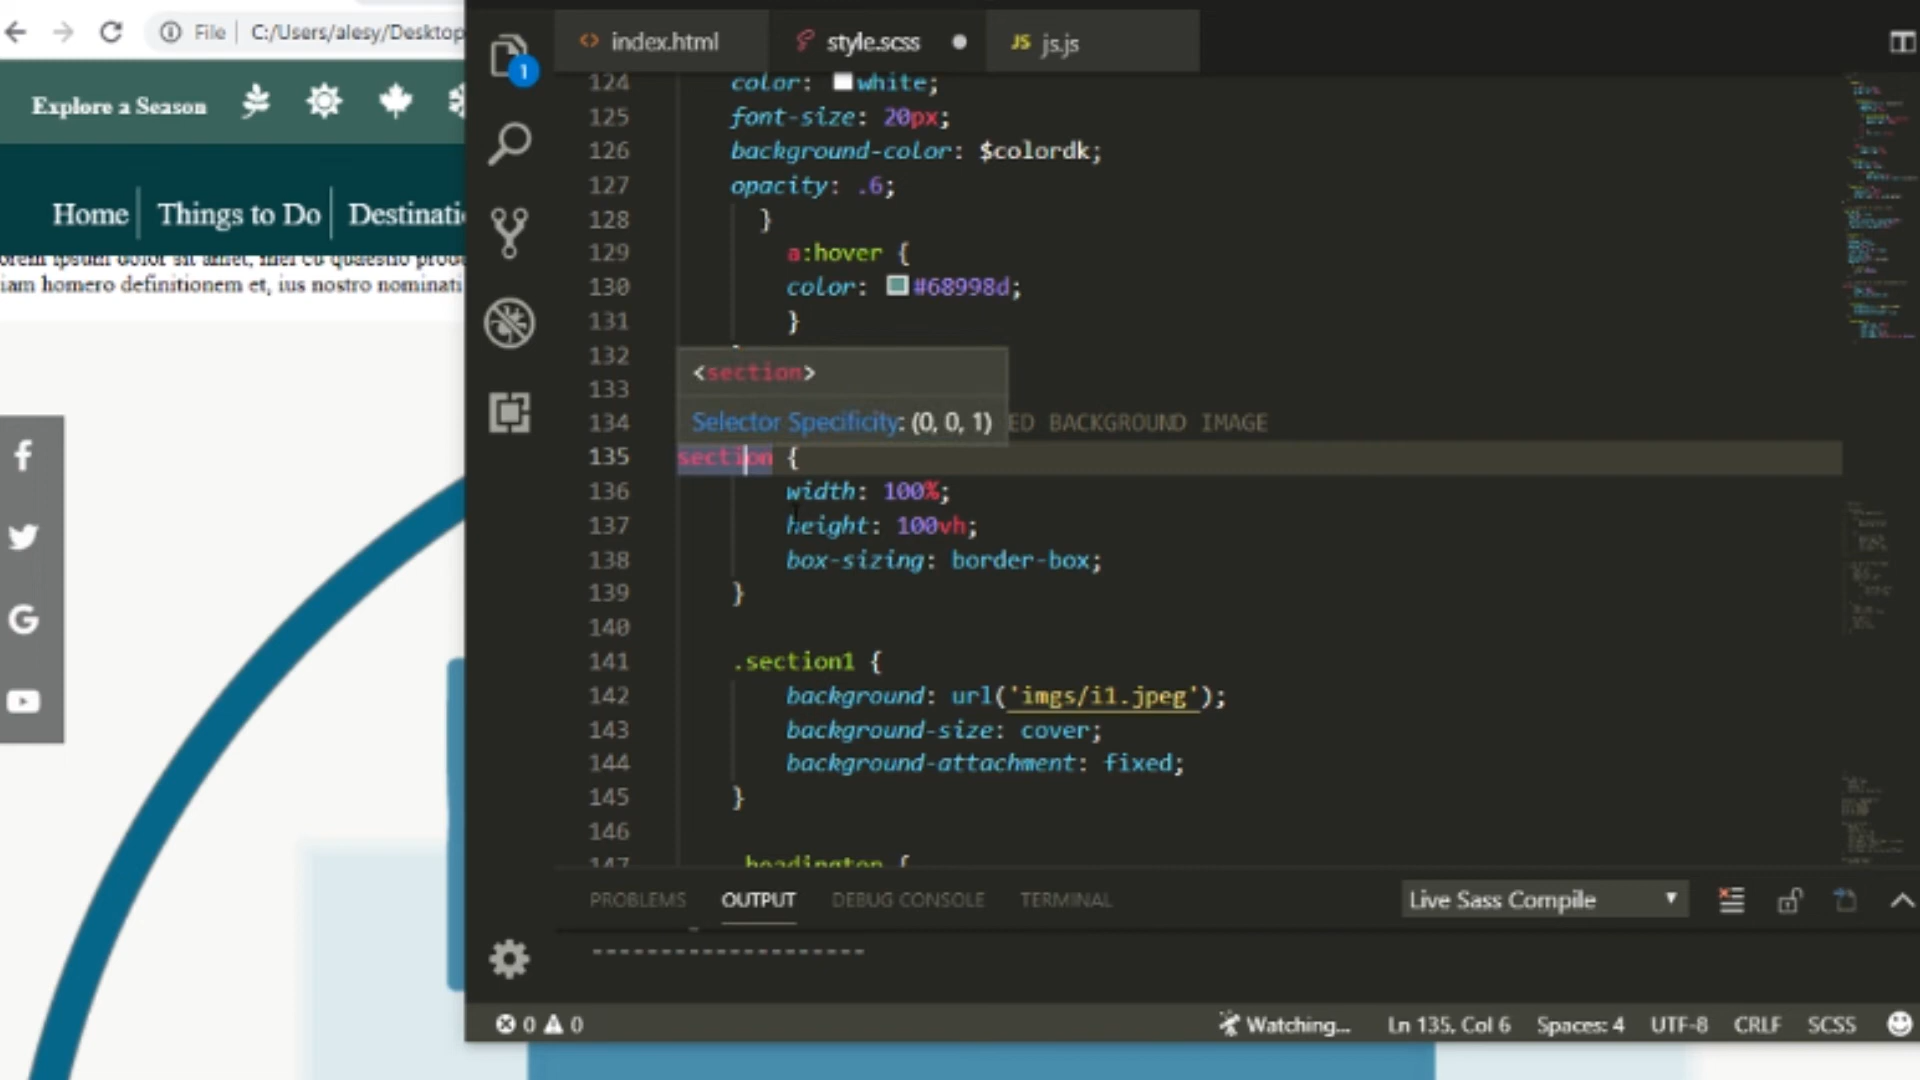 File C:/Users/alesy/Desktop
Explore a Season
Home Things to Do Destinati
iam homero definitionem et, ius nostro nominati
1
index.html
style.scss
JS js.js
124 color: white;
125 font-size: 20px;
126 background-color: $colordk;
127 opacity: .6;
128 }
129 a:hover {
130 color: #68998d;
131 }
132
133
<section>
134 Selector Specificity: (0, 0, 1) ED BACKGROUND IMAGE
135 section {
136 width: 100%;
137 height: 100vh;
138 box-sizing: border-box;
139 }
140
141 .section1 {
142 background: url('imgs/i1.jpeg');
143 background-size: cover;
144 background-attachment: fixed;
145 }
146
147 .headington {
PROBLEMS OUTPUT DEBUG CONSOLE TERMINAL Live Sass Compile
--------------------
0 0 Watching... Ln 135, Col 6 Spaces: 4 UTF-8 CRLF SCSS